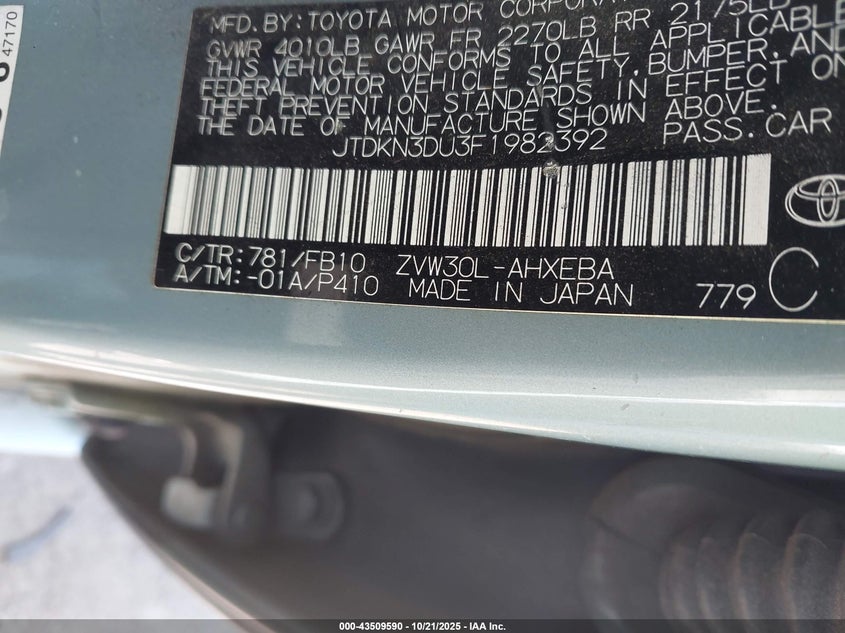 MFD. BY: TOYOTA MOTOR
GVWR 4010LB GAWR FR 2270LB RR 2175LB
THIS VEHICLE CONFORMS TO ALL APPLICABLE
FEDERAL MOTOR VEHICLE SAFETY, BUMPER, AND
THEFT PREVENTION STANDARDS IN EFFECT ON
THE DATE OF MANUFACTURE SHOWN ABOVE.
JTDKN3DU3F1982392 PASS. CAR
C/TR: 781/FB10 ZVW30L-AHXEBA
A/TM: -01A/P410 MADE IN JAPAN 779 C
47170
000-43509590 - 10/21/2025 - IAA Inc.